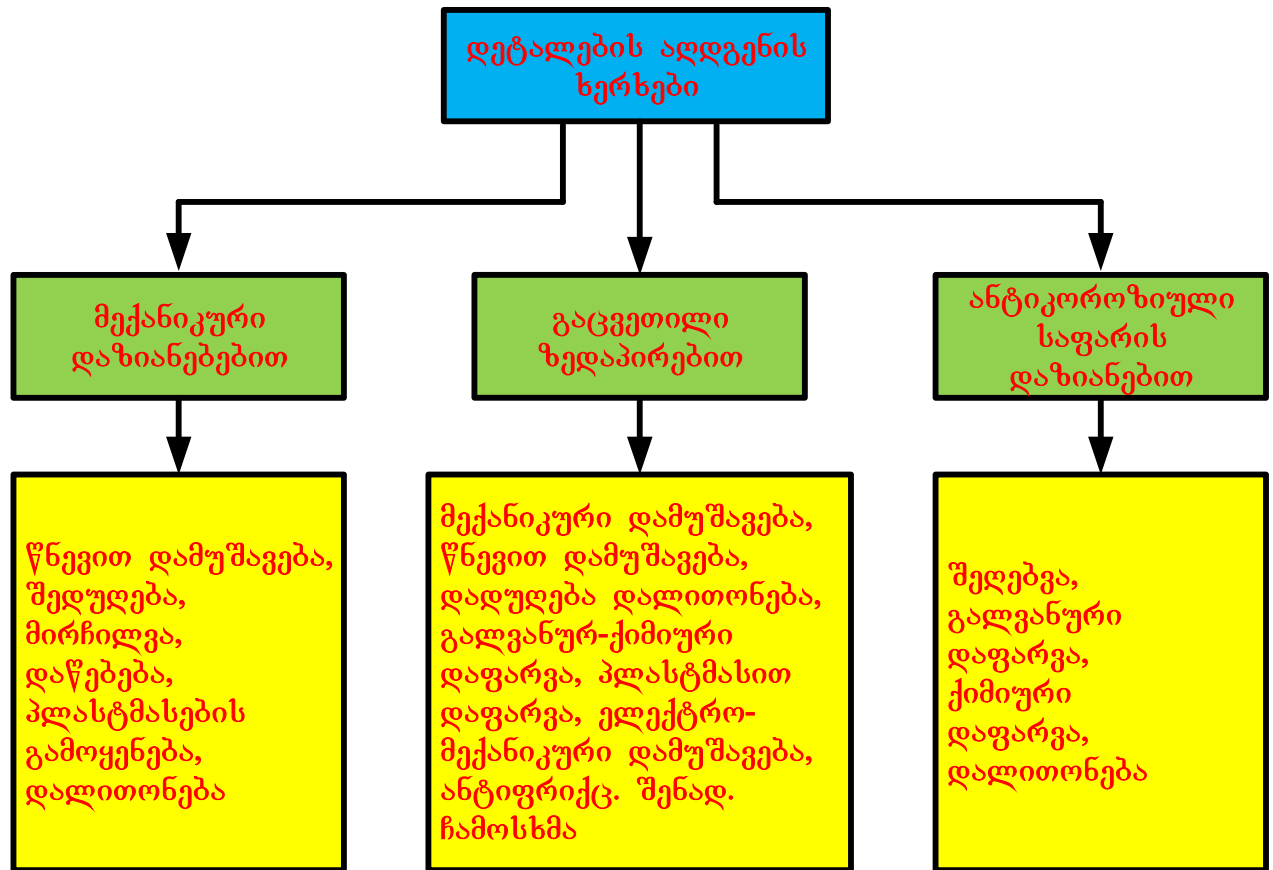 დეტალების აღდგენის
ხერხები
მექანიკური
დაზიანებებით
გაცვეთილი
ზედაპირებით
ანტიკოროზიული
საფარის
დაზიანებით
წნევით დამუშავება,
შედუღება,
მირჩილვა,
დაწებება,
პლასტმასების
გამოყენება,
დალითონება
მექანიკური დამუშავება,
წნევით დამუშავება,
დადუღება დალითონება,
გალვანურ-ქიმიური
დაფარვა, პლასტმასით
დაფარვა, ელექტრო-
მექანიკური დამუშავება,
ანტიფრიქც. შენად.
ჩამოსხმა
შეღებვა,
გალვანური
დაფარვა,
ქიმიური
დაფარვა,
დალითონება